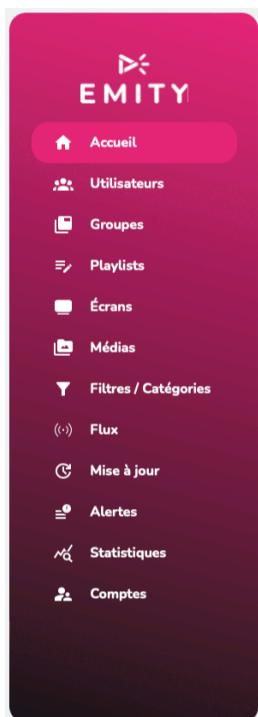 EMITY
Accueil
Utilisateurs
Groupes
Playlists
Écrans
Médias
Filtres / Catégories
Flux
Mise à jour
Alertes
Statistiques
Comptes